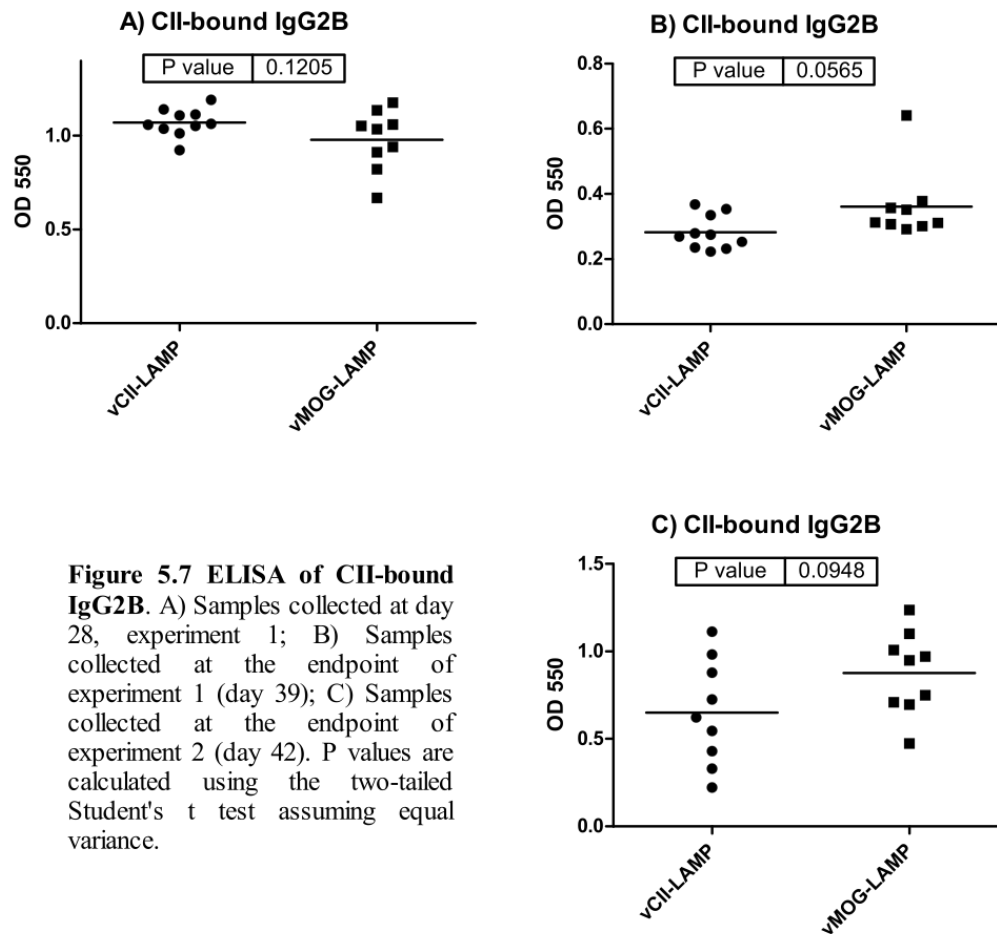 A) CII-bound IgG2B
P value 0.1205
OD 550
1.0
0.5
0.0
vCII-LAMP
vMOG-LAMP
B) CII-bound IgG2B
P value 0.0565
OD 550
0.8
0.6
0.4
0.2
0.0
vCII-LAMP
vMOG-LAMP
Figure 5.7 ELISA of CII-bound
IgG2B. A) Samples collected at day
28, experiment 1; B) Samples
collected at the endpoint of
experiment 1 (day 39); C) Samples
collected at the endpoint of
experiment 2 (day 42). P values are
calculated using the two-tailed
Student's t test assuming equal
variance.
C) CII-bound IgG2B
P value 0.0948
OD 550
1.5
1.0
0.5
0.0
vCII-LAMP
vMOG-LAMP